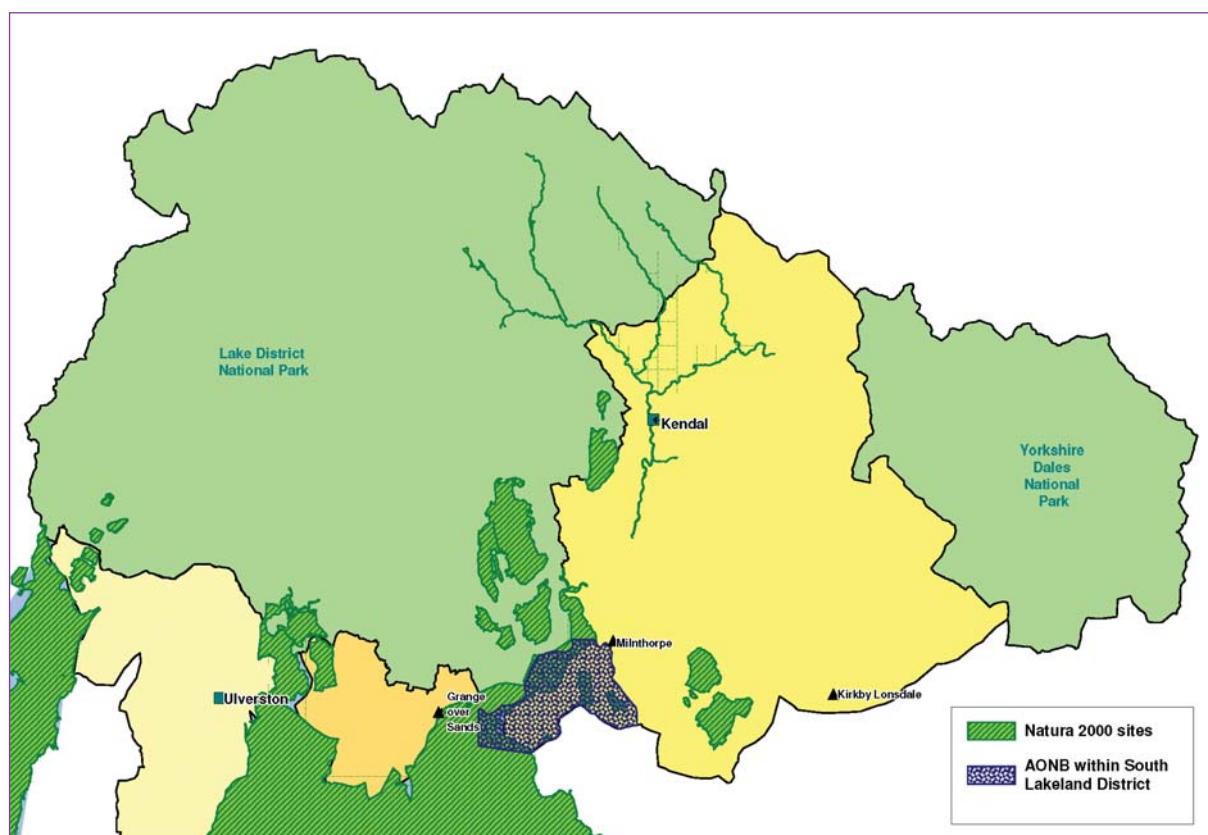 Lake District
National Park
Kendal
Yorkshire
Dales
National
Park
Milnthorpe
Ulverston
Grange
over
Sands
Kirkby Lonsdale
Natura 2000 sites
AONB within South
Lakeland District